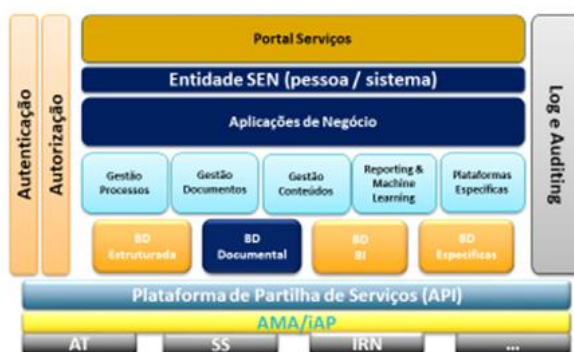 Portal Serviços
Entidade SEN (pessoa / sistema)
Aplicações de Negócio
Autenticação
Autorização
Log e Auditing
Gestão
Processos
Gestão
Documentos
Gestão
Conteúdos
Reporting &
Machine
Learning
Plataformas
Específicas
BD
Estruturada
BD
Documental
BD
BI
BD
Específicas
Plataforma de Partilha de Serviços (API)
AMA/iAP
AT
SS
IRN
...